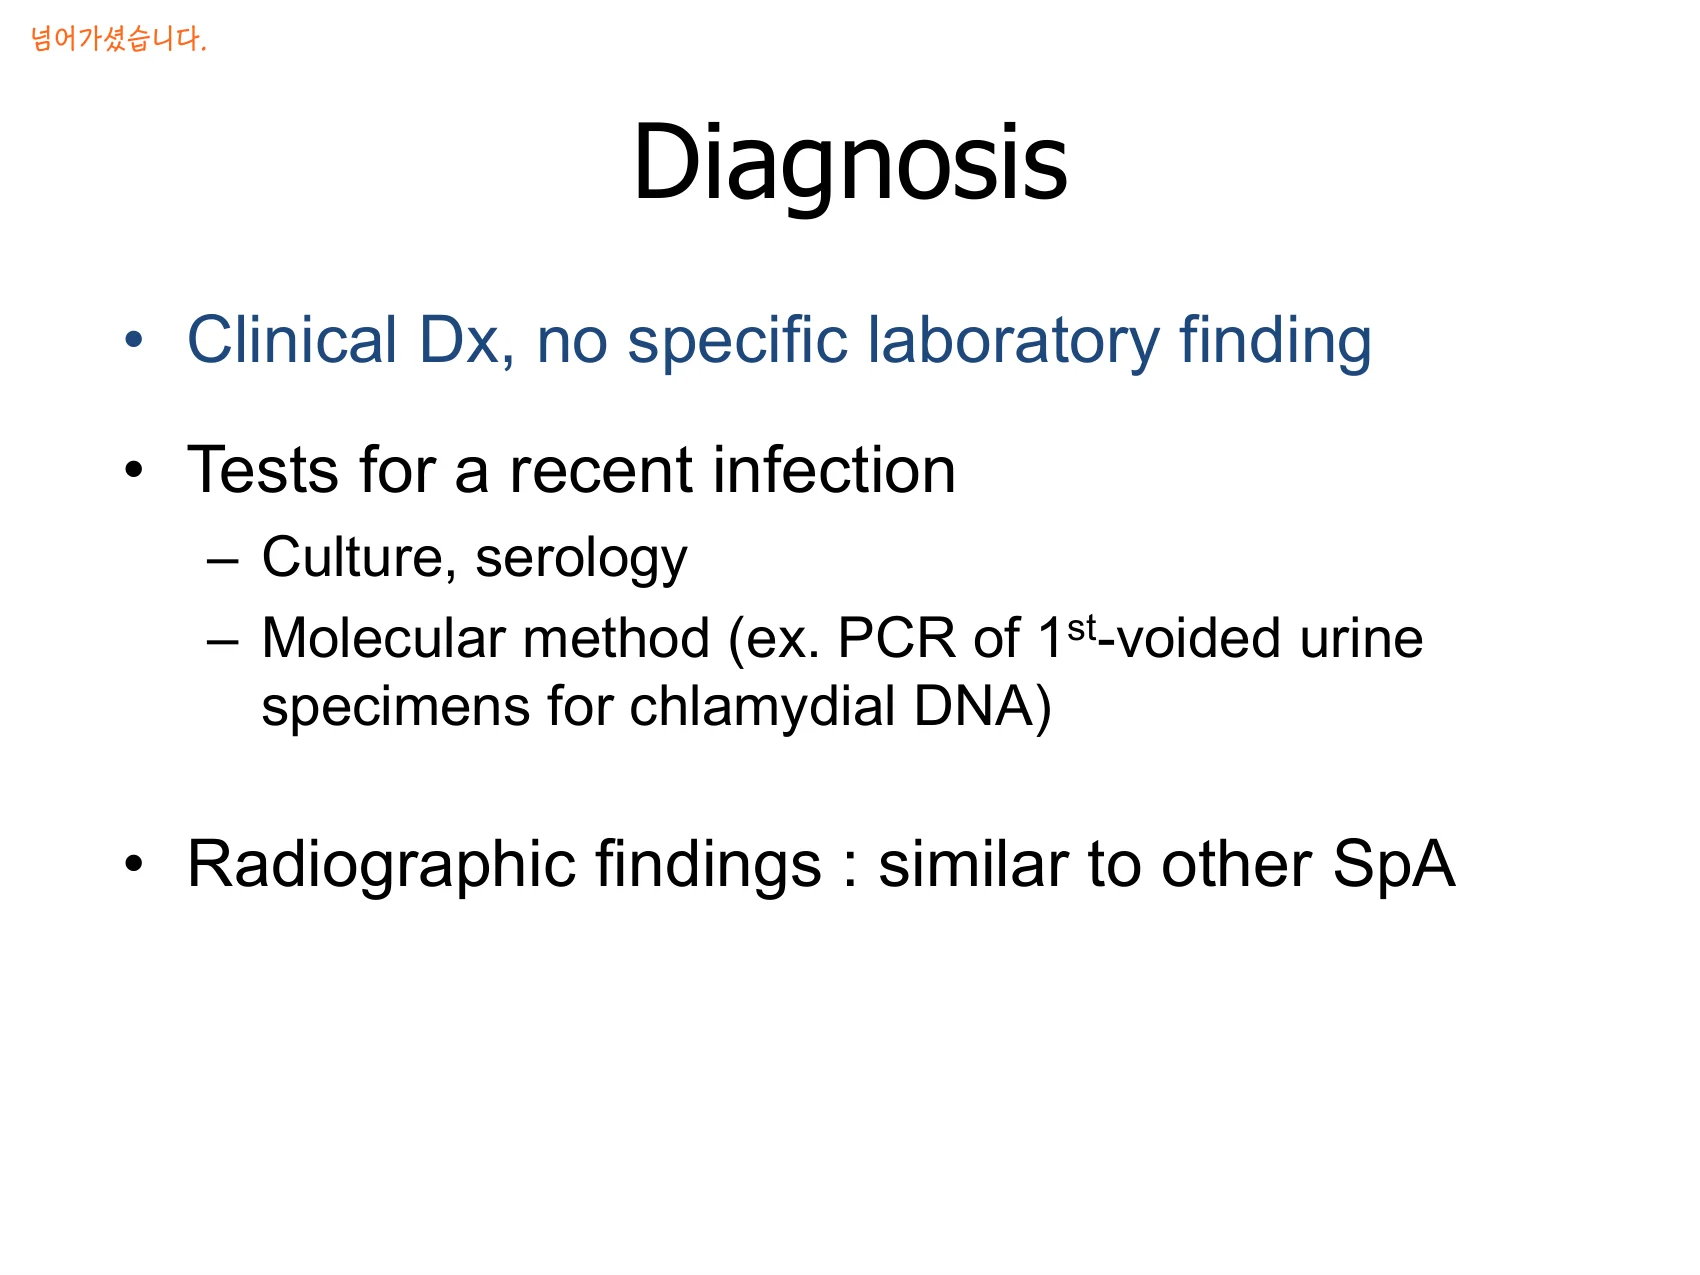 넘어가셨습니다.
Diagnosis
• Clinical Dx, no specific laboratory finding
• Tests for a recent infection
– Culture, serology
– Molecular method (ex. PCR of 1st-voided urine
specimens for chlamydial DNA)
• Radiographic findings : similar to other SpA